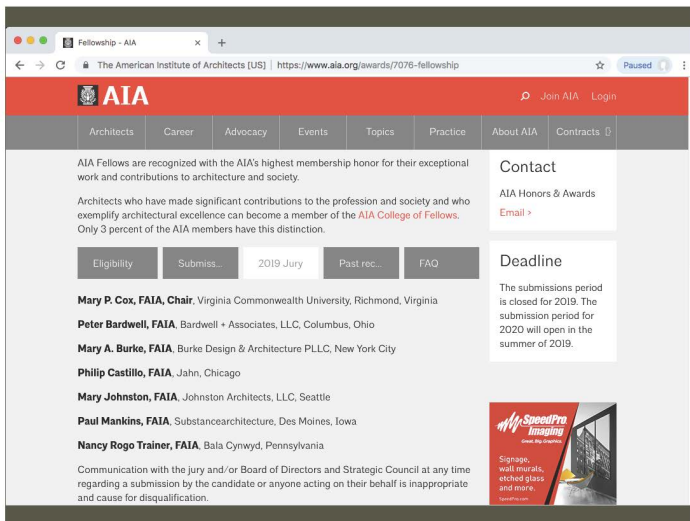 Fellowship - AIA
The American Institute of Architects [US] | https://www.aia.org/awards/7076-fellowship
Paused
AIA
Join AIA Login
Architects Career Advocacy Events Topics Practice About AIA Contracts
AIA Fellows are recognized with the AIA's highest membership honor for their exceptional
work and contributions to architecture and society.
Architects who have made significant contributions to the profession and society and who
exemplify architectural excellence can become a member of the AIA College of Fellows.
Only 3 percent of the AIA members have this distinction.
Eligibility Submiss... 2019 Jury Past rec... FAQ
Mary P. Cox, FAIA, Chair, Virginia Commonwealth University, Richmond, Virginia
Peter Bardwell, FAIA, Bardwell + Associates, LLC, Columbus, Ohio
Mary A. Burke, FAIA, Burke Design & Architecture PLLC, New York City
Philip Castillo, FAIA, Jahn, Chicago
Mary Johnston, FAIA, Johnston Architects, LLC, Seattle
Paul Mankins, FAIA, Substancearchitecture, Des Moines, Iowa
Nancy Rogo Trainer, FAIA, Bala Cynwyd, Pennsylvania
Communication with the jury and/or Board of Directors and Strategic Council at any time
regarding a submission by the candidate or anyone acting on their behalf is inappropriate
and cause for disqualification.
Contact
AIA Honors & Awards
Email >
Deadline
The submissions period
is closed for 2019. The
submission period for
2020 will open in the
summer of 2019.
SpeedPro
Imaging
Great. Big. Graphics.
Signage,
wall murals,
etched glass
and more.
SpeedPro.com